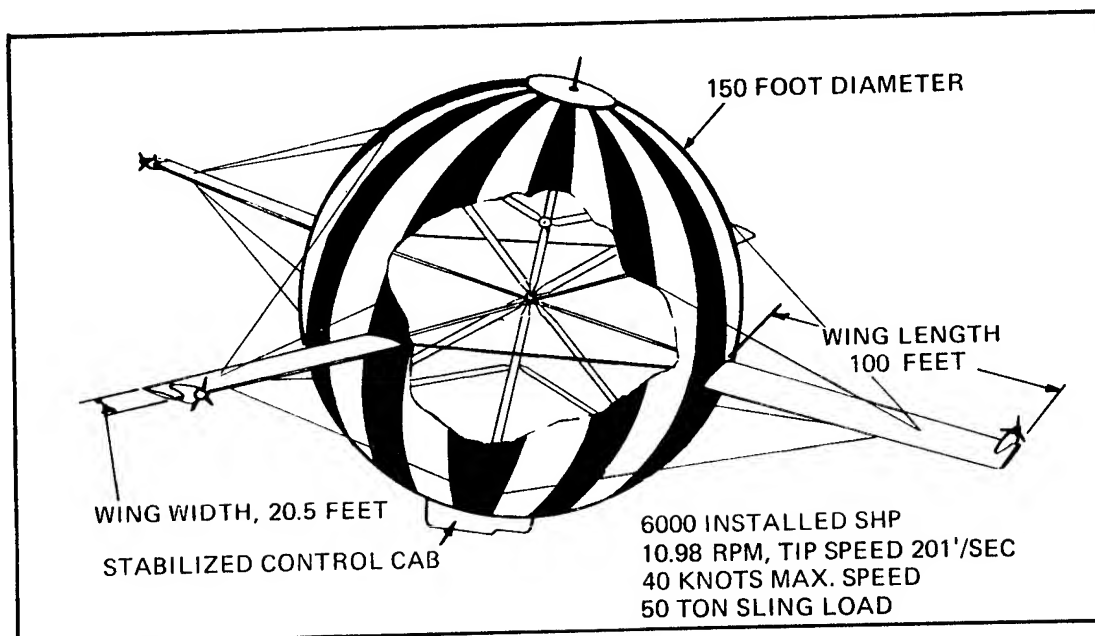 150 FOOT DIAMETER
WING LENGTH
100 FEET
WING WIDTH, 20.5 FEET
STABILIZED CONTROL CAB
6000 INSTALLED SHP
10.98 RPM, TIP SPEED 201'/SEC
40 KNOTS MAX. SPEED
50 TON SLING LOAD